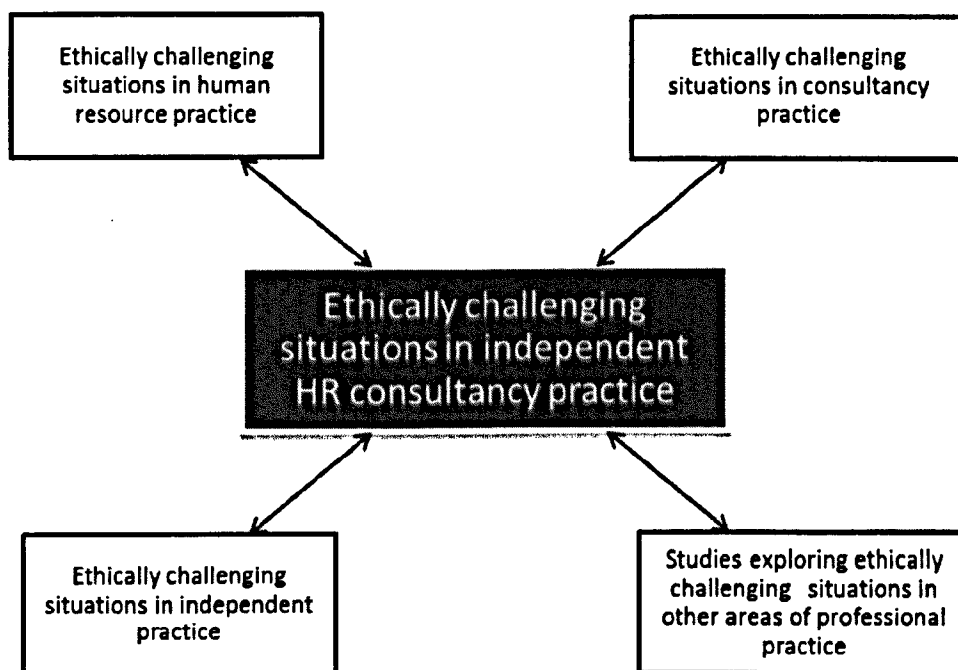 Ethically challenging
situations in human
resource practice
Ethically challenging
situations in consultancy
practice
Ethically challenging
situations in independent
HR consultancy practice
Ethically challenging
situations in independent
practice
Studies exploring ethically
challenging situations in
other areas of professional
practice